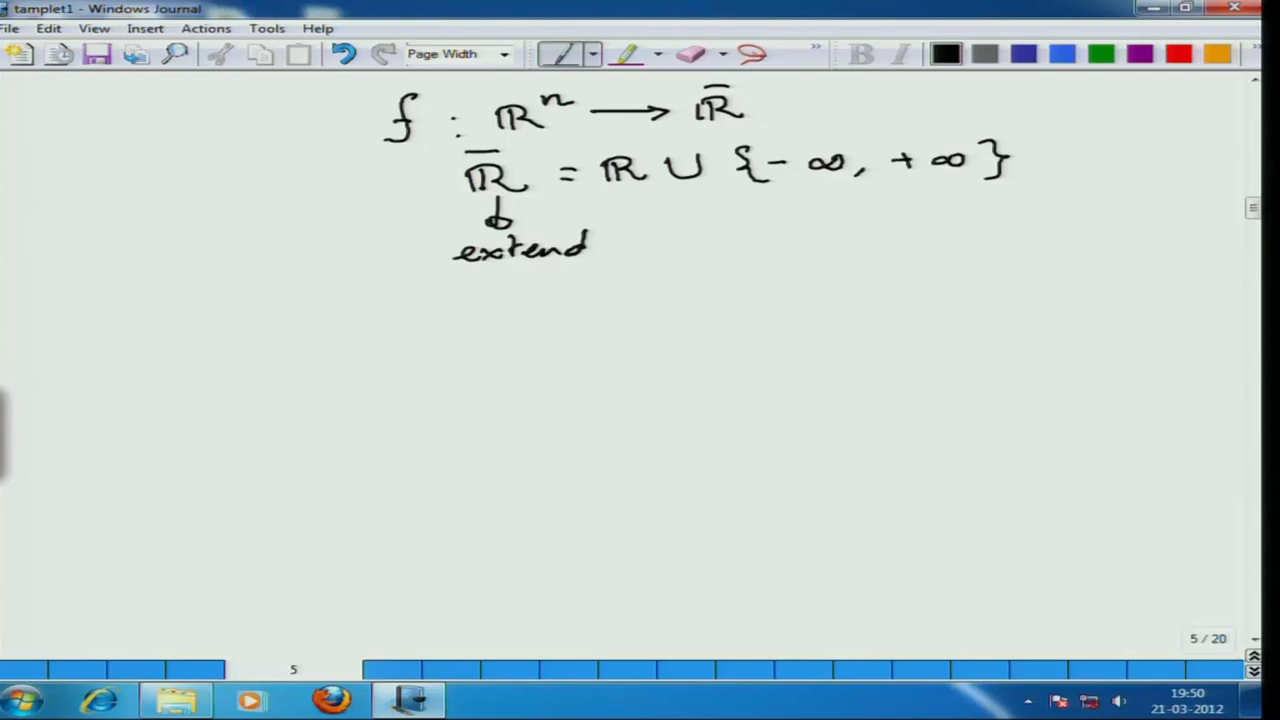 tamplet1 - Windows Journal
File Edit View Insert Actions Tools Help
Page Width B I
f : ℝⁿ ⟶ ℝ̄
ℝ̄ = ℝ ∪ {- ∞, + ∞}
extend
5 / 20
5
19:50
21-03-2012